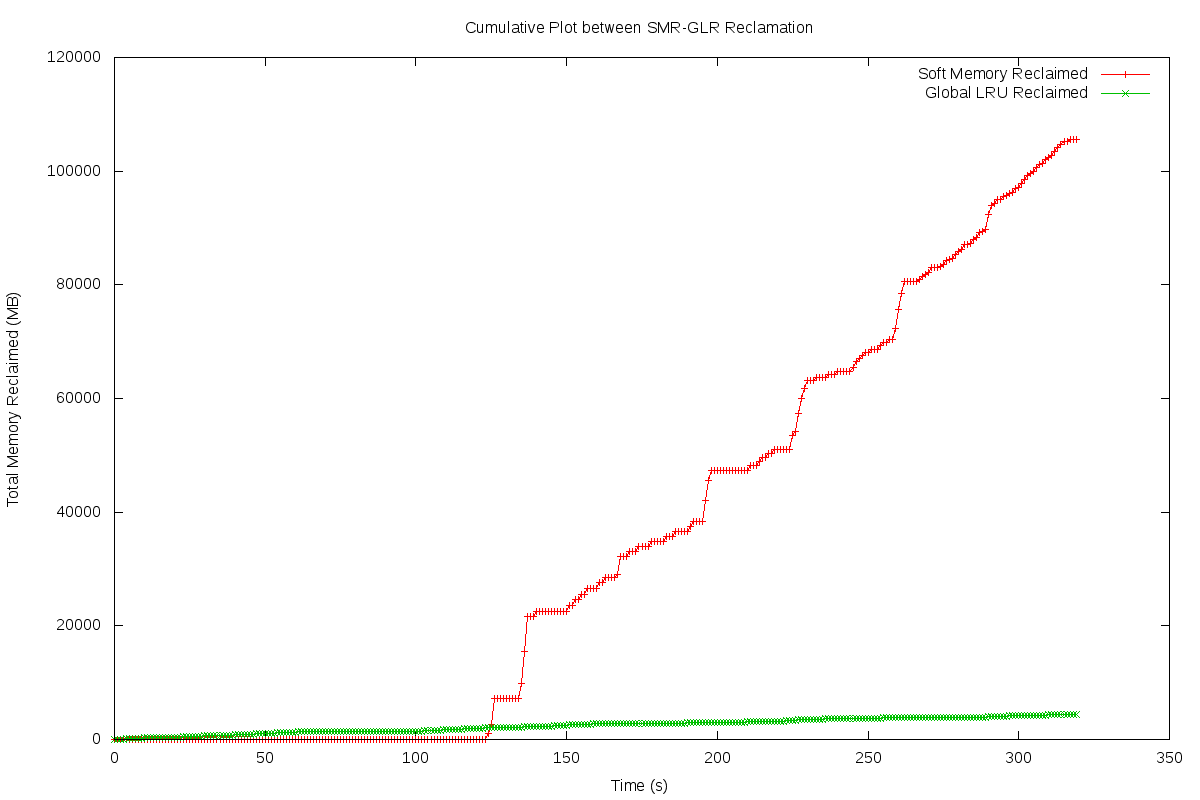 Cumulative Plot between SMR-GLR Reclamation
120000
100000
80000
60000
40000
20000
0
Total Memory Reclaimed (MB)
Soft Memory Reclaimed
Global LRU Reclaimed
0 50 100 150 200 250 300 350
Time (s)